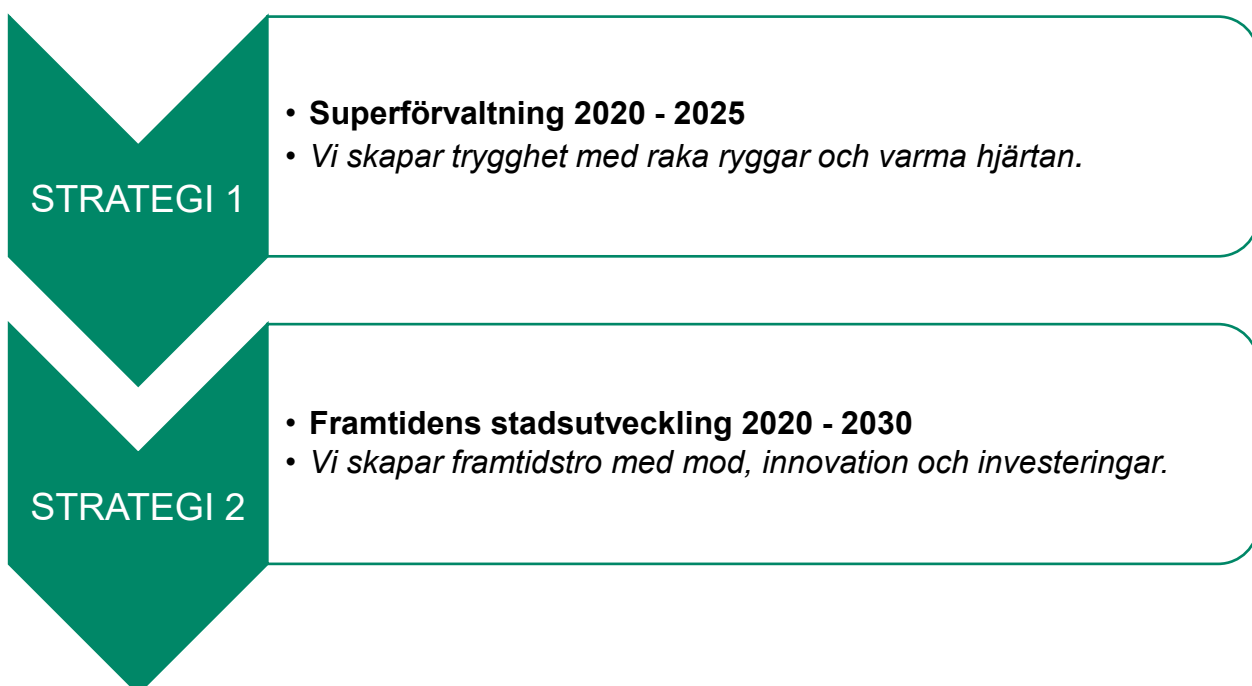 STRATEGI 1
• Superförvaltning 2020 - 2025
• Vi skapar trygghet med raka ryggar och varma hjärtan.
STRATEGI 2
• Framtidens stadsutveckling 2020 - 2030
• Vi skapar framtidstro med mod, innovation och investeringar.